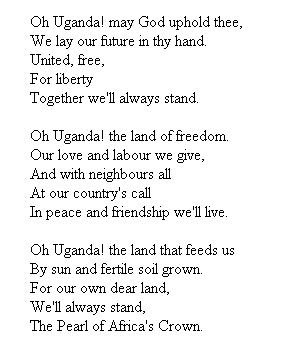 Oh Uganda! may God uphold thee,
We lay our future in thy hand.
United, free,
For liberty
Together we'll always stand.

Oh Uganda! the land of freedom.
Our love and labour we give,
And with neighbours all
At our country's call
In peace and friendship we'll live.

Oh Uganda! the land that feeds us
By sun and fertile soil grown.
For our own dear land,
We'll always stand,
The Pearl of Africa's Crown.